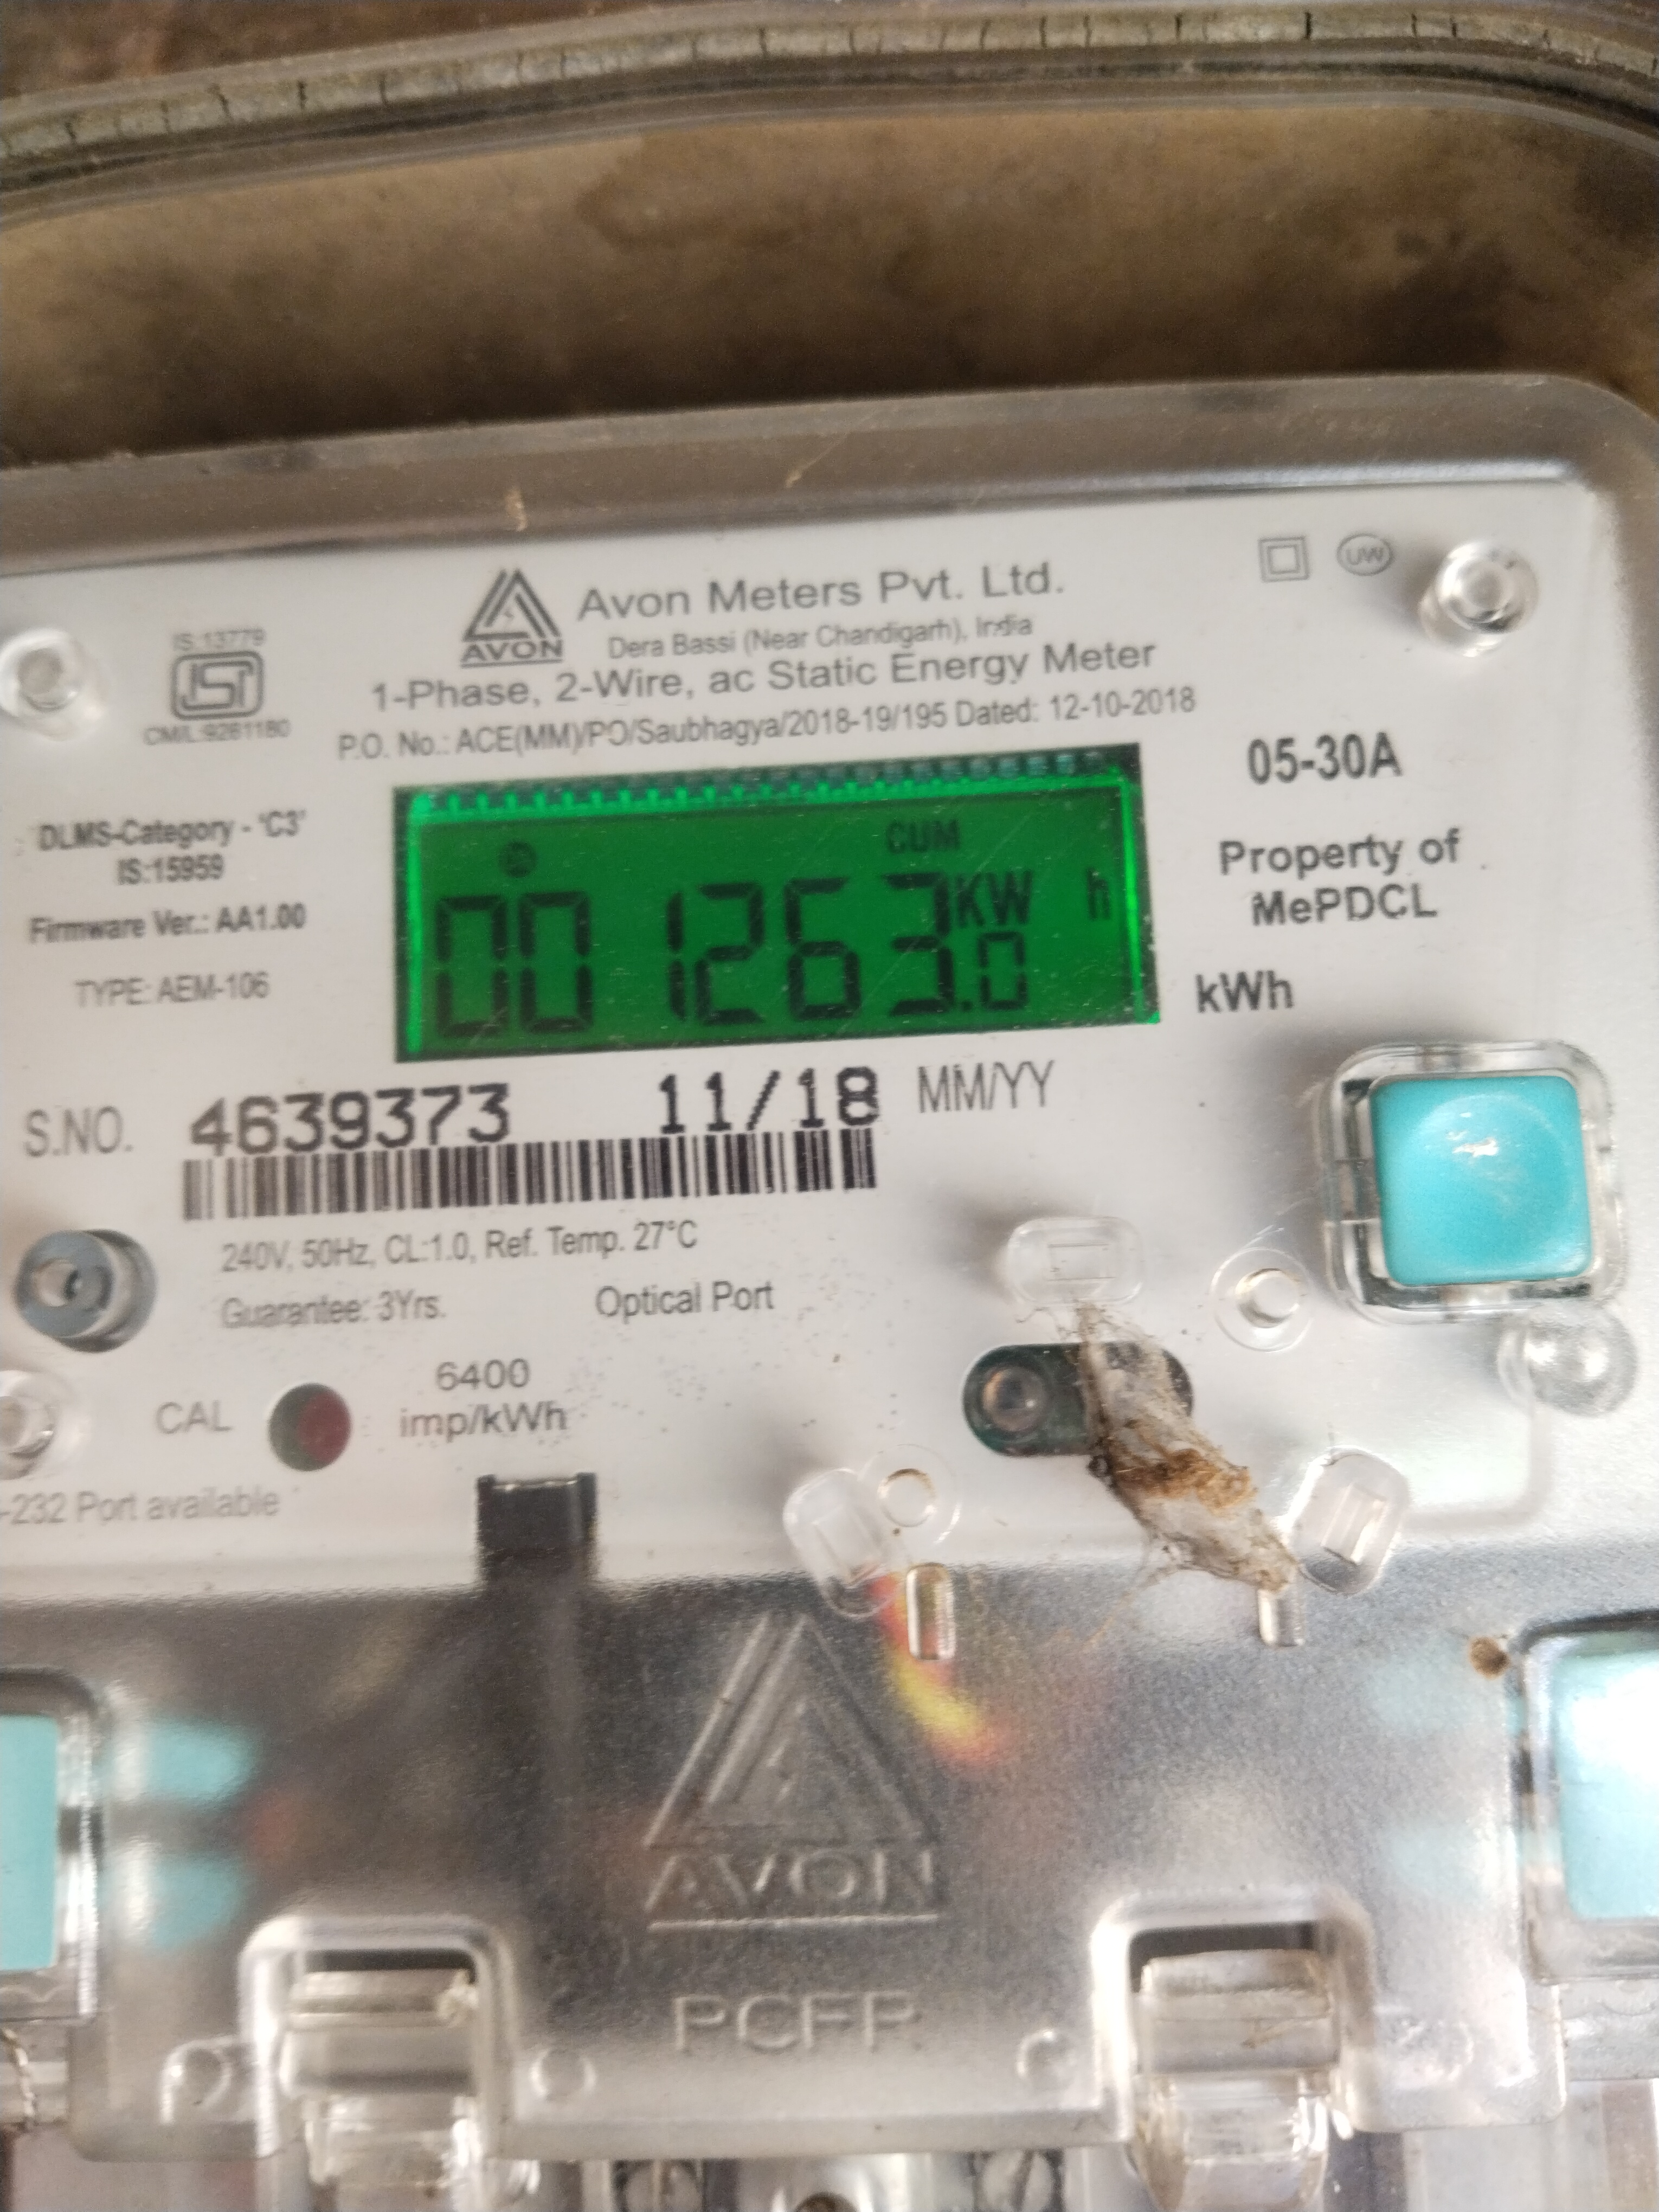 Avon Meters Pvt. Ltd.
AVON
Dera Bassi (Near Chandigarh), India
1-Phase, 2-Wire, ac Static Energy Meter
P.O. No.: ACE(MM)/PO/Saubhagya/2018-19/195 Dated: 12-10-2018
UW
IS:13779
ISI
CM/L:9261180
05-30A
DLMS-Category - 'C3'
IS:15959
Firmware Ver.: AA1.00
TYPE: AEM-106
CUM
001263.0 KW h
Property of
MePDCL
kWh
S.NO. 4639373 11/18 MM/YY
240V, 50Hz, CL:1.0, Ref. Temp. 27°C
Guarantee: 3Yrs. Optical Port
CAL
6400
imp/kWh
-232 Port available
AVON
PCFP